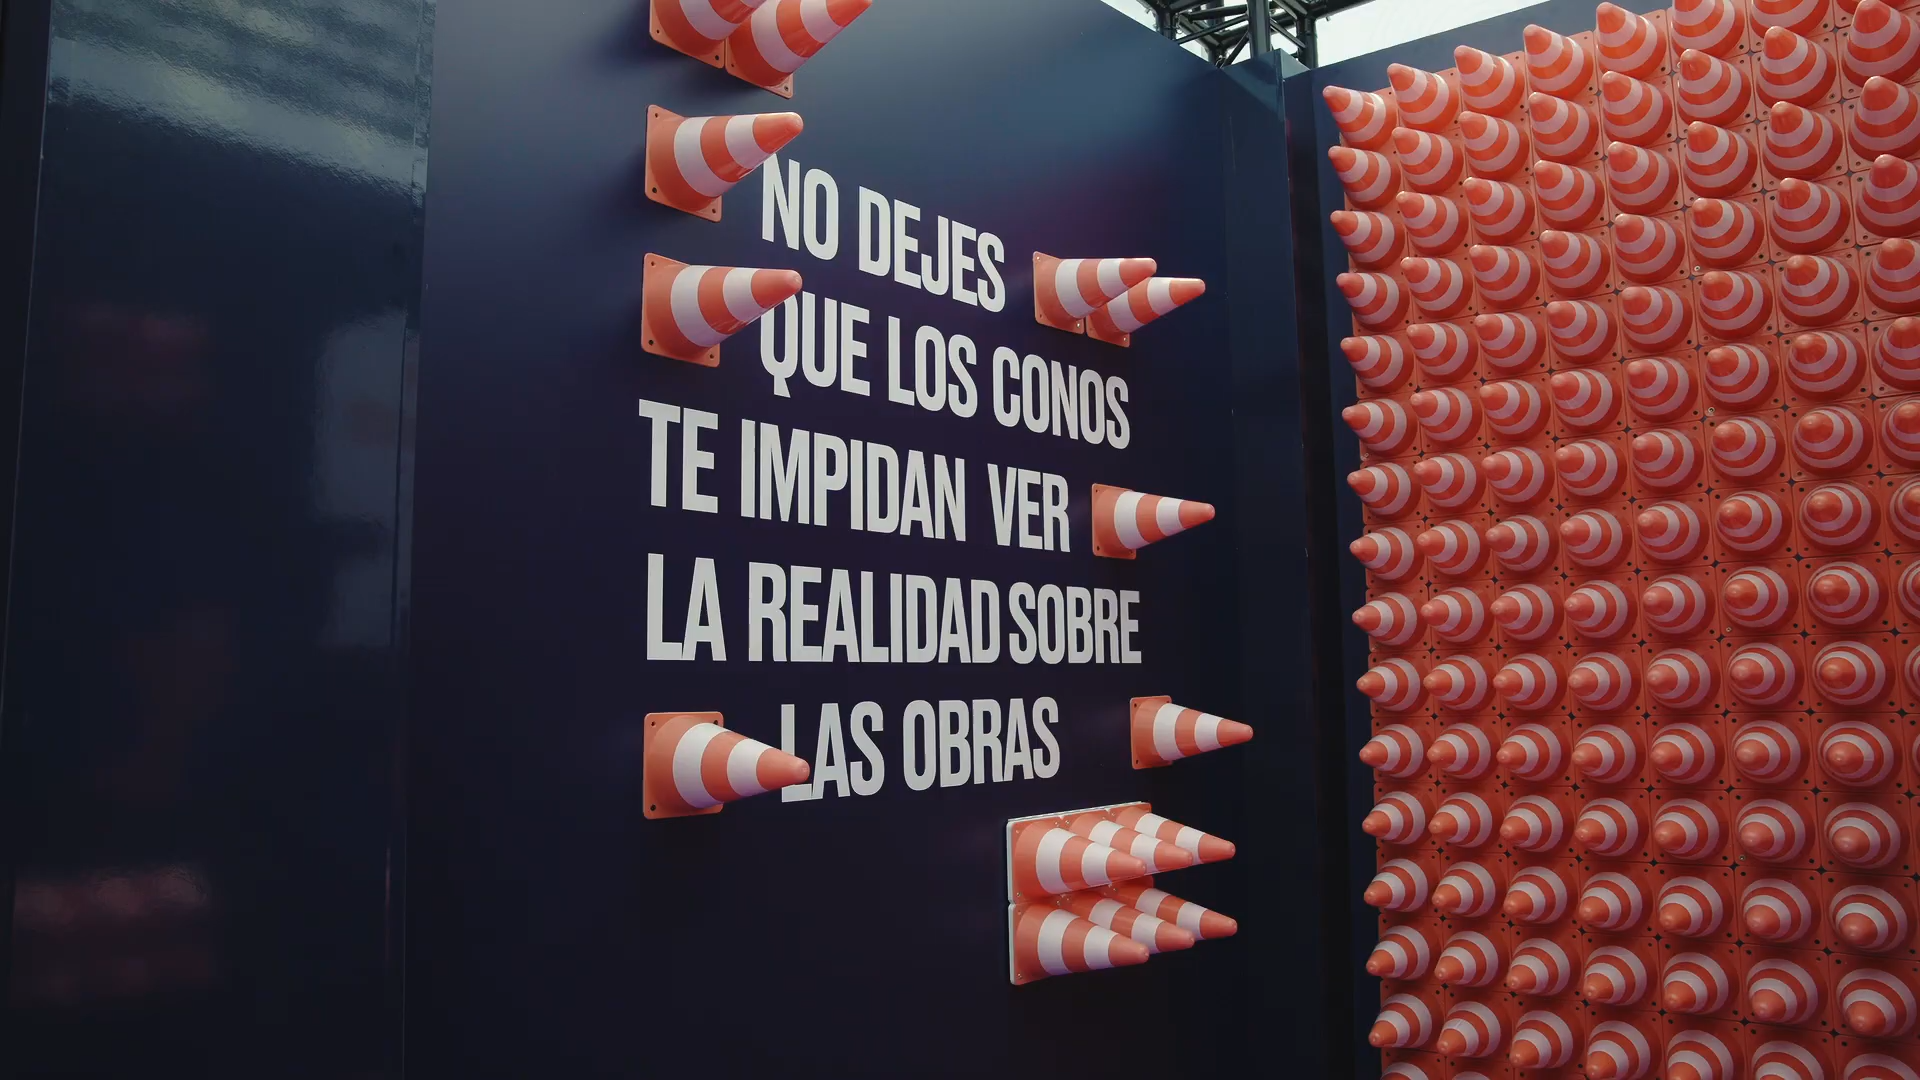 NO DEJES
QUE LOS CONOS
TE IMPIDAN VER
LA REALIDAD SOBRE
LAS OBRAS